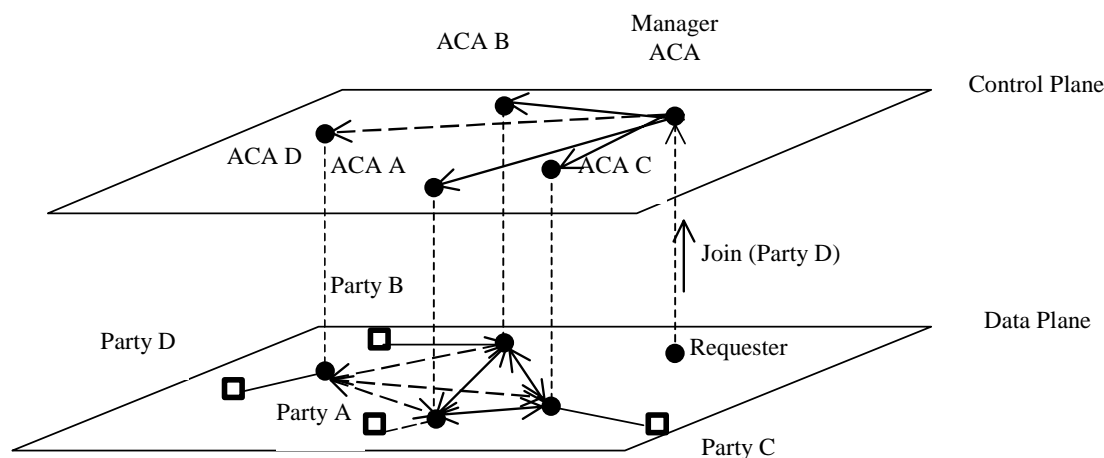 Manager
ACA
ACA B
Control Plane
ACA D
ACA A
ACA C
Join (Party D)
Party B
Data Plane
Party D
Requester
Party A
Party C